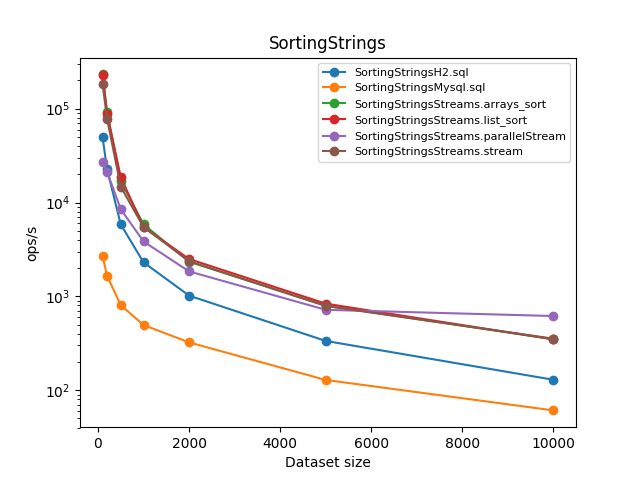 SortingStrings
SortingStringsH2.sql
SortingStringsMysql.sql
SortingStringsStreams.arrays_sort
SortingStringsStreams.list_sort
SortingStringsStreams.parallelStream
SortingStringsStreams.stream
ops/s
10⁵
10⁴
10³
10²
0 2000 4000 6000 8000 10000
Dataset size